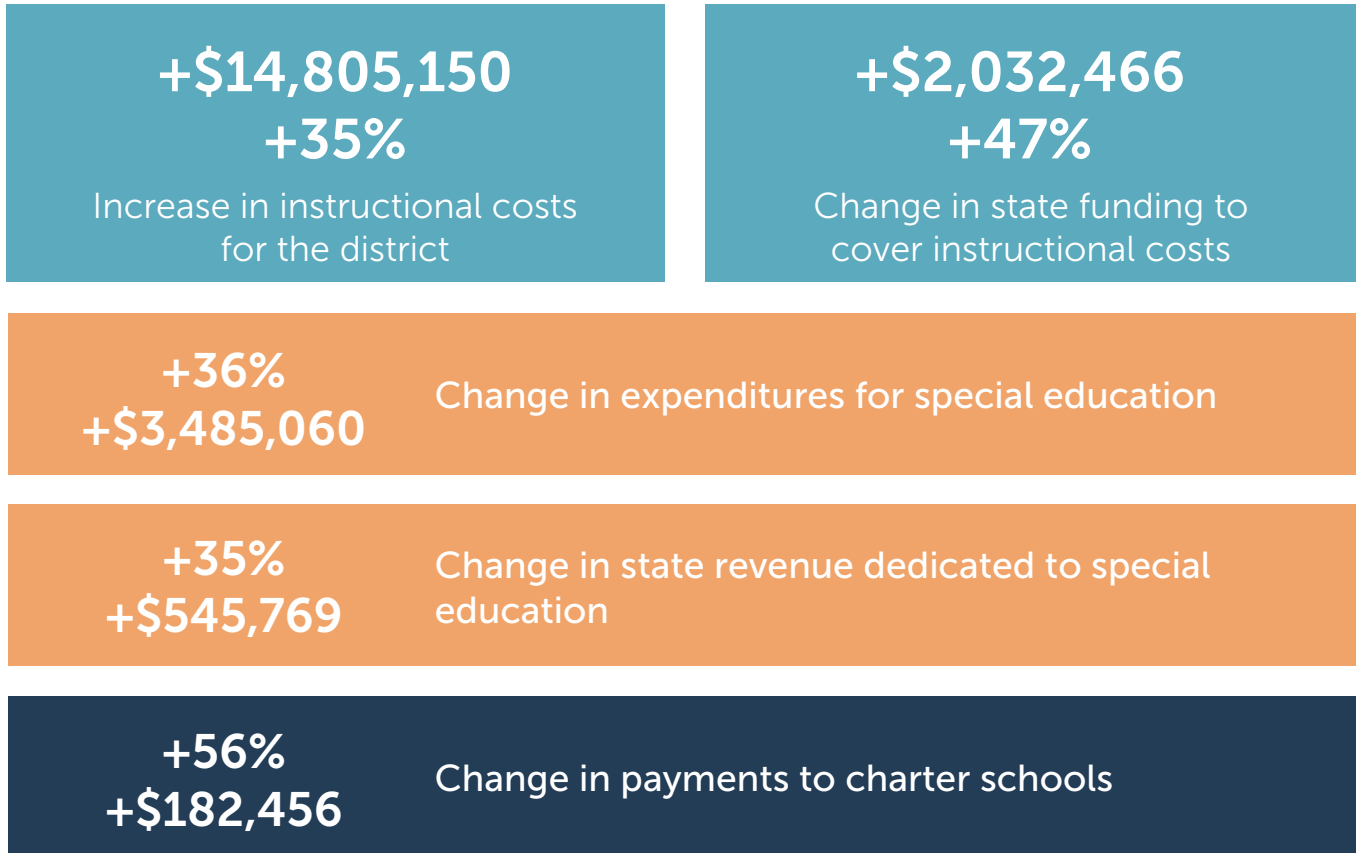 +$14,805,150
+35%
Increase in instructional costs
for the district
+$2,032,466
+47%
Change in state funding to
cover instructional costs
+36%
+$3,485,060
Change in expenditures for special education
+35%
+$545,769
Change in state revenue dedicated to special
education
+56%
+$182,456
Change in payments to charter schools